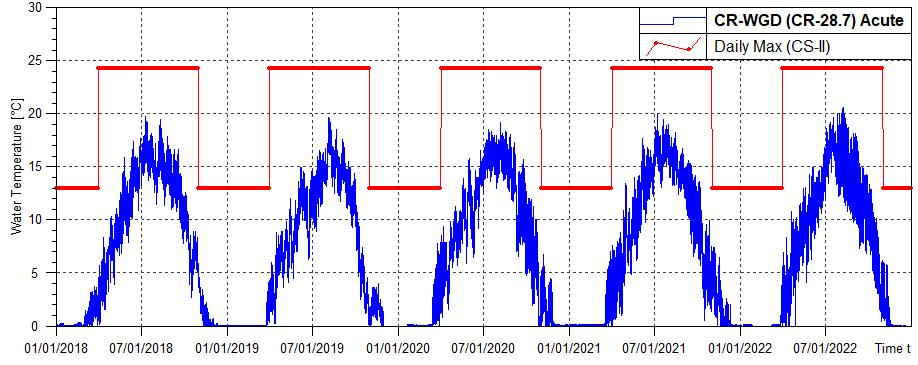 30
CR-WGD (CR-28.7) Acute
Daily Max (CS-II)
25
20
15
10
5
0
Water Temperature [°C]
01/01/2018 07/01/2018 01/01/2019 07/01/2019 01/01/2020 07/01/2020 01/01/2021 07/01/2021 01/01/2022 07/01/2022 Time t